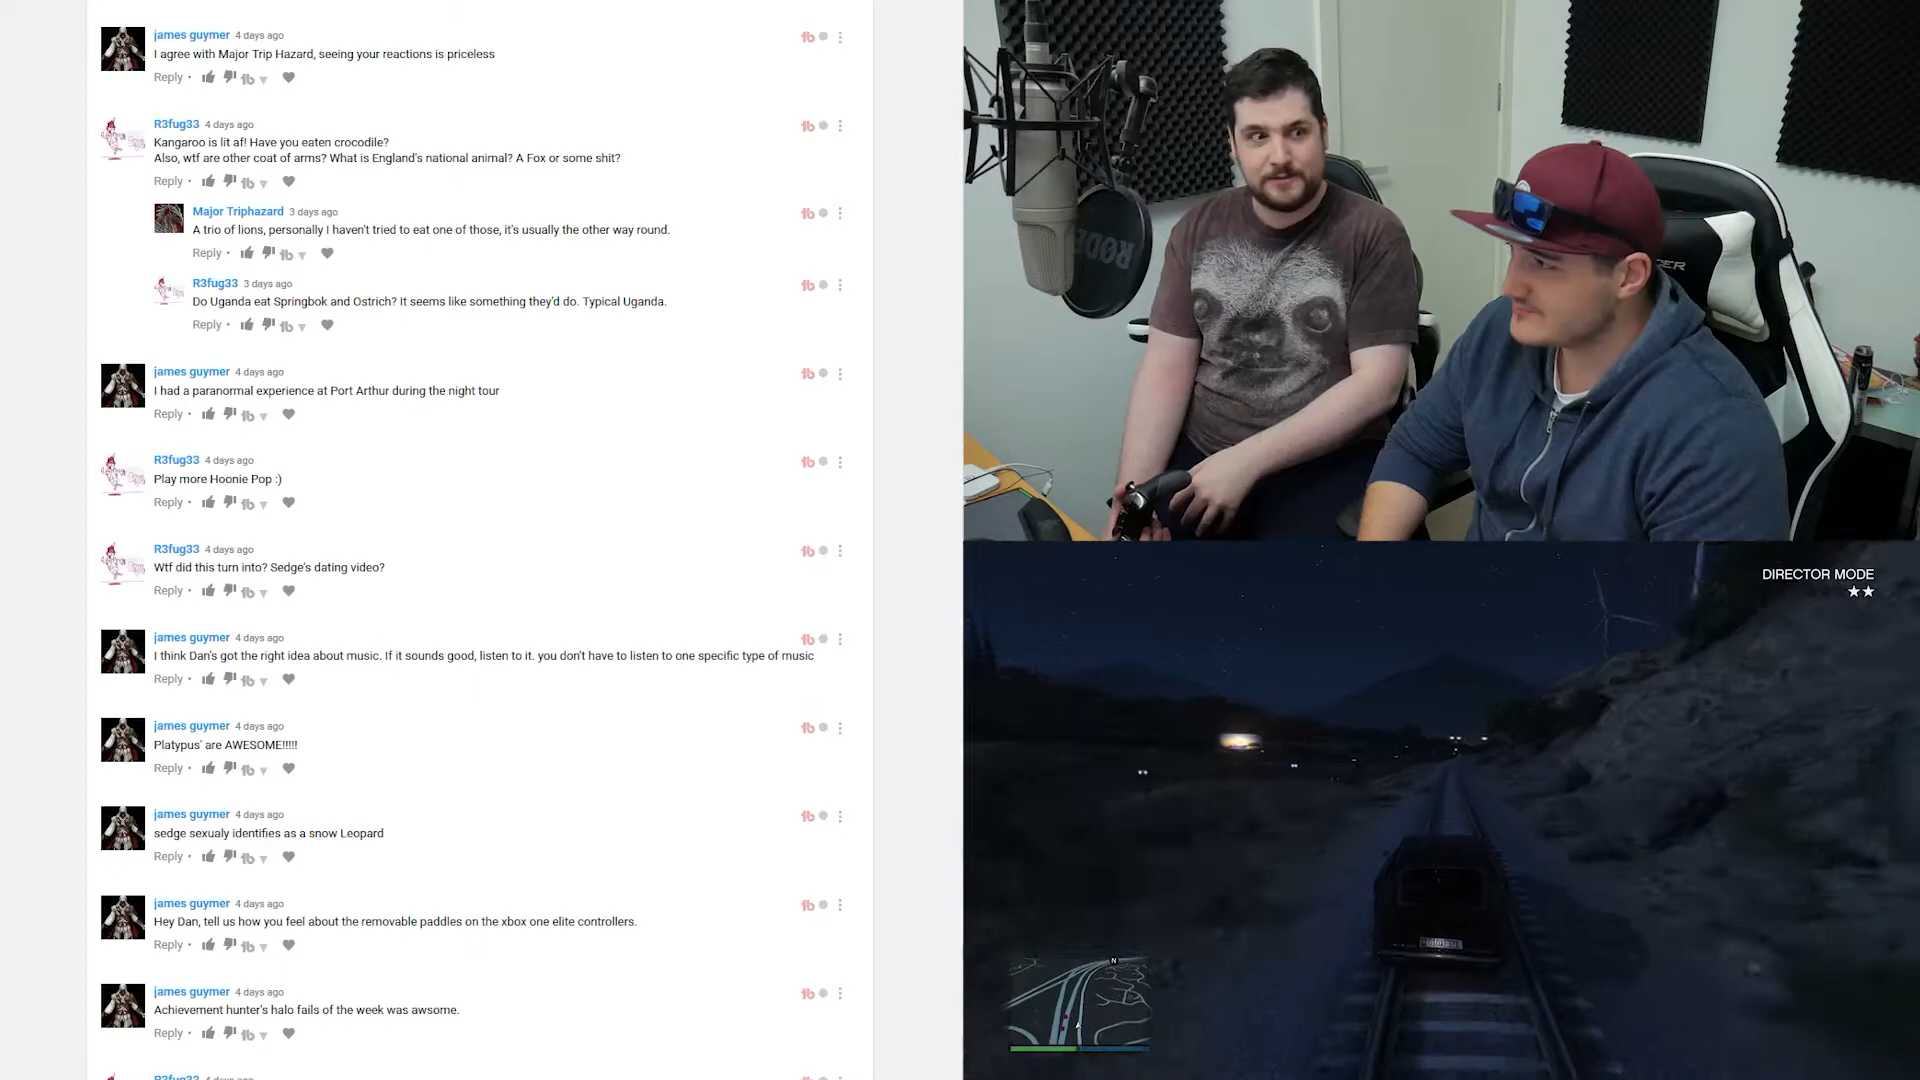 james guymer 4 days ago
I agree with Major Trip Hazard, seeing your reactions is priceless
Reply •
R3fug33 4 days ago
Kangaroo is lit af! Have you eaten crocodile?
Also, wtf are other coat of arms? What is England's national animal? A Fox or some shit?
Reply •
Major Triphazard 3 days ago
A trio of lions, personally I haven't tried to eat one of those, it's usually the other way round.
Reply •
R3fug33 3 days ago
Do Uganda eat Springbok and Ostrich? It seems like something they'd do. Typical Uganda.
Reply •
james guymer 4 days ago
I had a paranormal experience at Port Arthur during the night tour
Reply •
R3fug33 4 days ago
Play more Hoonie Pop :)
Reply •
R3fug33 4 days ago
Wtf did this turn into? Sedge's dating video?
Reply •
james guymer 4 days ago
I think Dan's got the right idea about music. If it sounds good, listen to it. you don't have to listen to one specific type of music
Reply •
james guymer 4 days ago
Platypus' are AWESOME!!!!!
Reply •
james guymer 4 days ago
sedge sexualy identifies as a snow Leopard
Reply •
james guymer 4 days ago
Hey Dan, tell us how you feel about the removable paddles on the xbox one elite controllers.
Reply •
james guymer 4 days ago
Achievement hunter's halo fails of the week was awsome.
Reply •
R3fug33 4 days ago
RØDE
DIRECTOR MODE
N